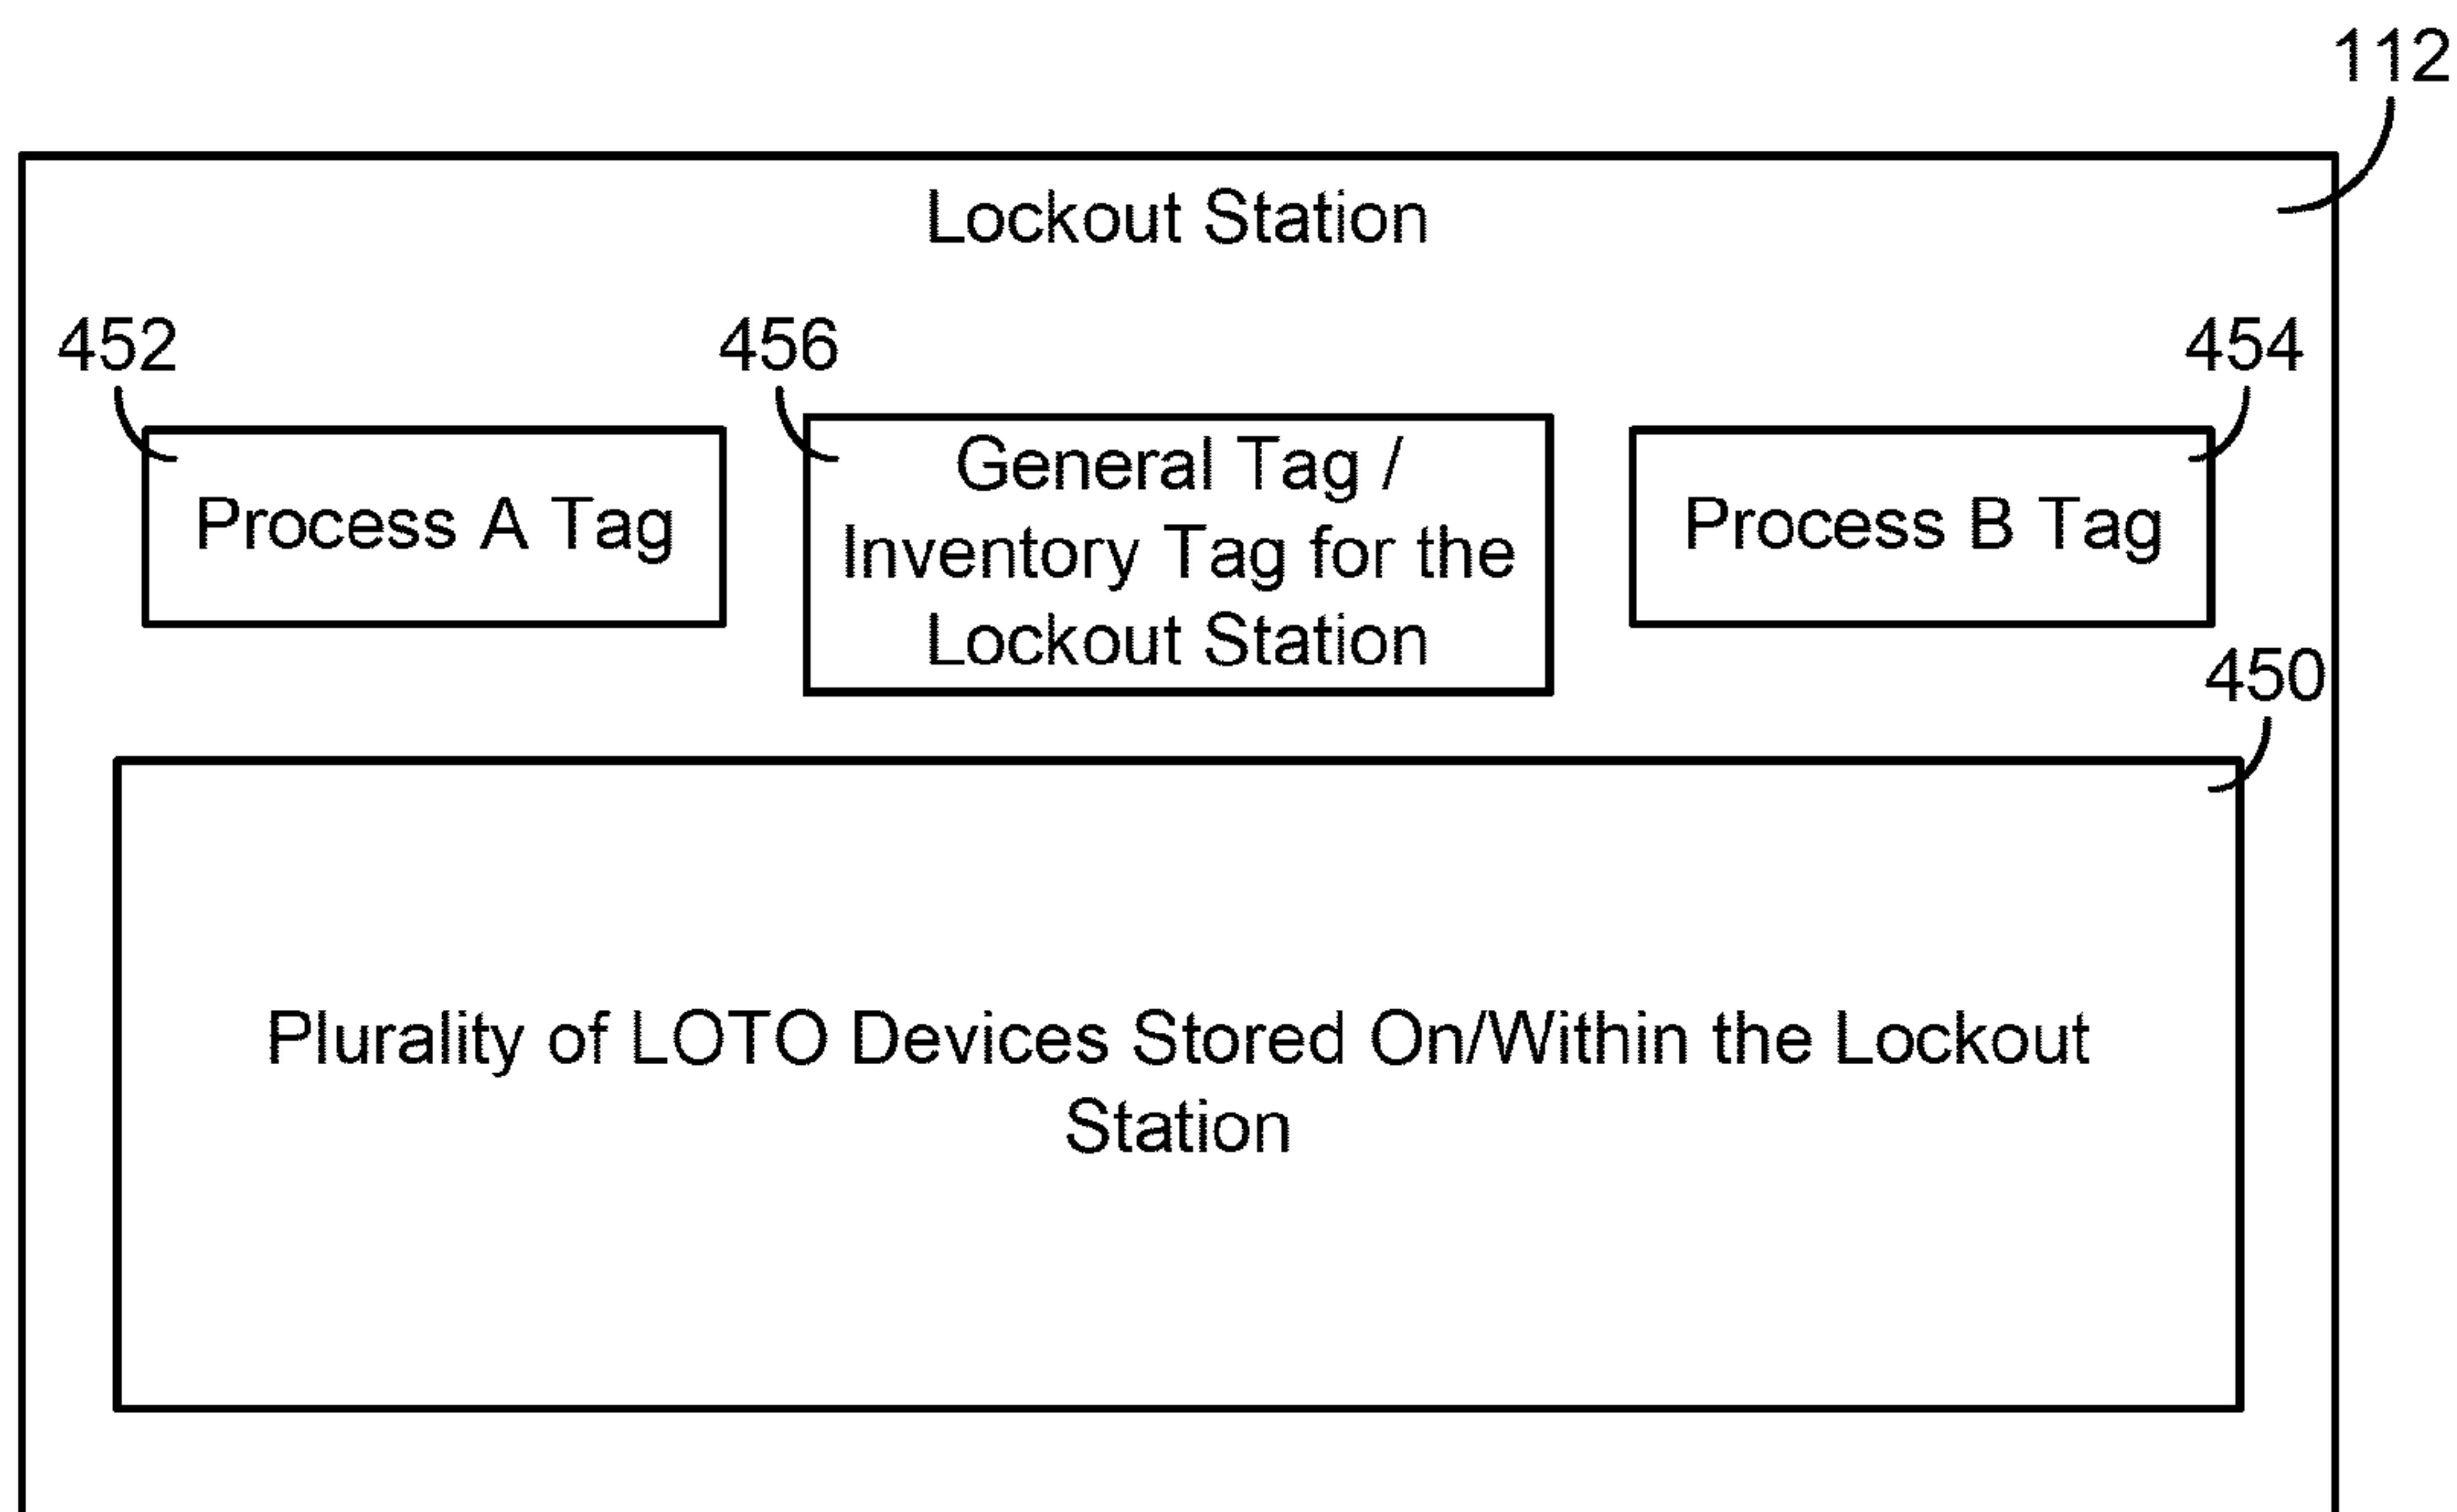 112
Lockout Station
452
456
454
Process A Tag
General Tag /
Inventory Tag for the
Lockout Station
Process B Tag
450
Plurality of LOTO Devices Stored On/Within the Lockout
Station